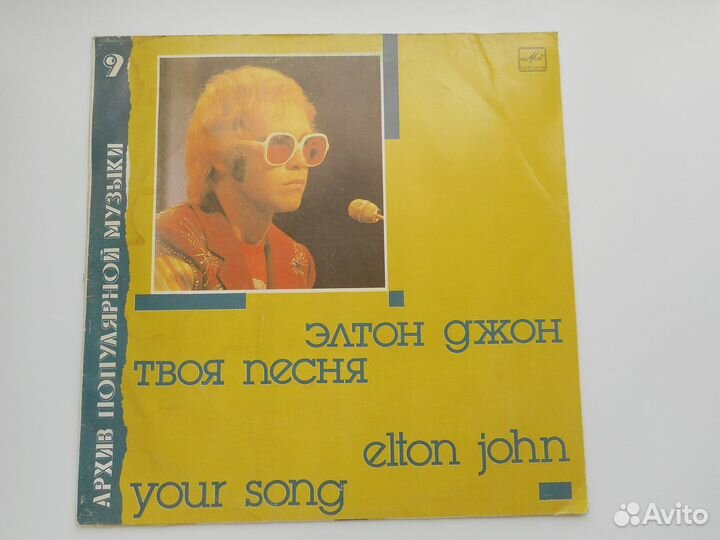 9
АРХИВ ПОПУЛЯРНОЙ МУЗЫКИ
элтон джон
твоя песня
elton john
your song
Avito